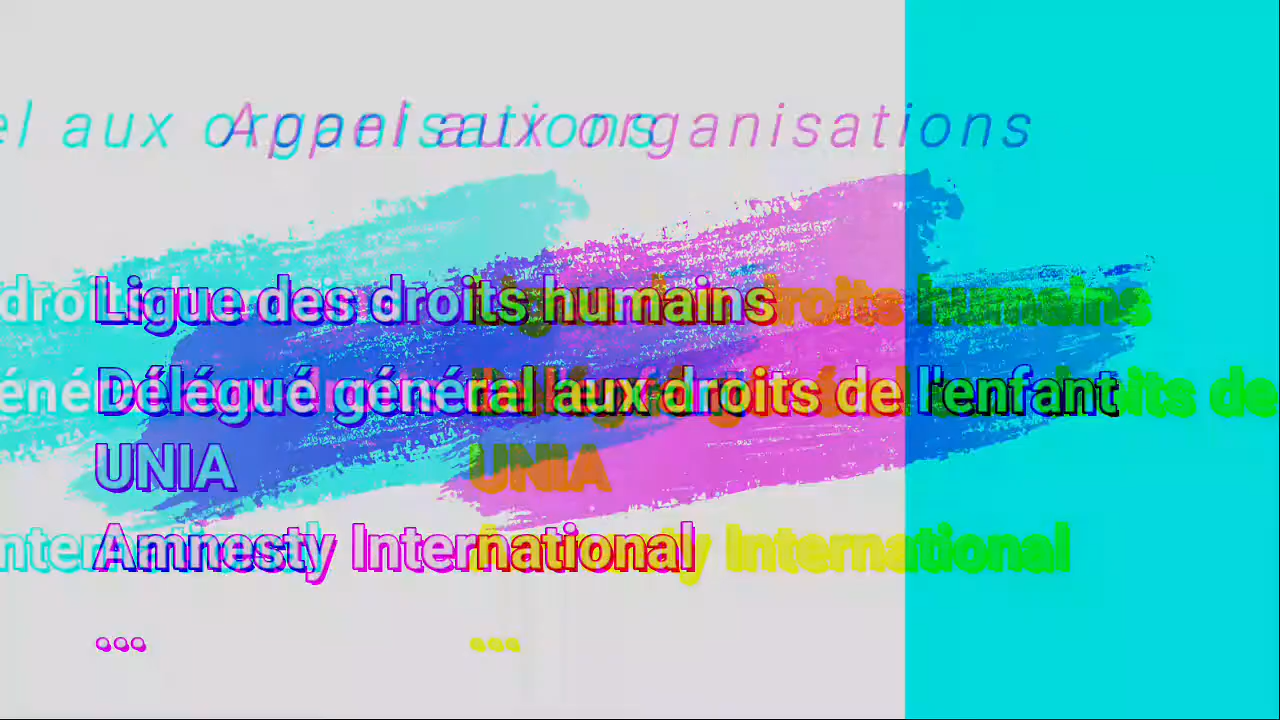 Appel aux organisations
Ligue des droits humains
Délégué général aux droits de l'enfant
UNIA
Amnesty International
...